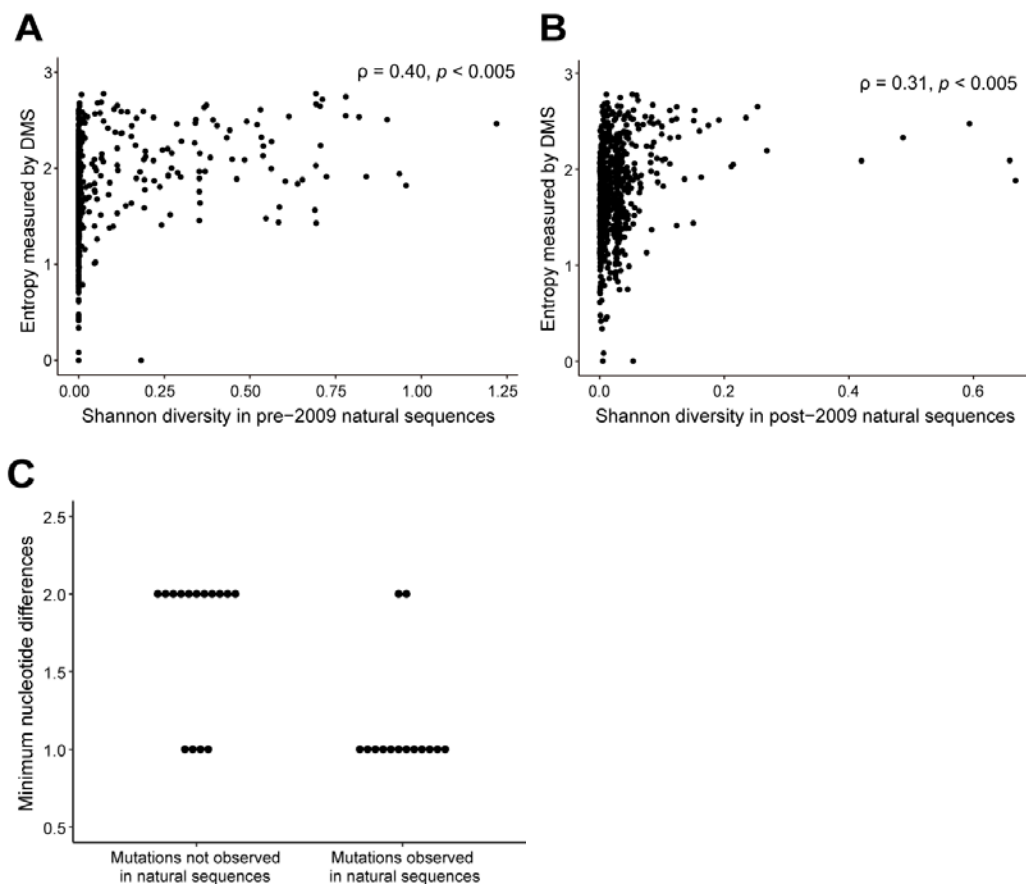 A
ρ = 0.40, p < 0.005
3
2
1
0
Entropy measured by DMS
0.00 0.25 0.50 0.75 1.00 1.25
Shannon diversity in pre−2009 natural sequences
B
ρ = 0.31, p < 0.005
3
2
1
0
Entropy measured by DMS
0.0 0.2 0.4 0.6
Shannon diversity in post−2009 natural sequences
C
2.5
2.0
1.5
1.0
0.5
Minimum nucleotide differences
Mutations not observed
in natural sequences
Mutations observed
in natural sequences